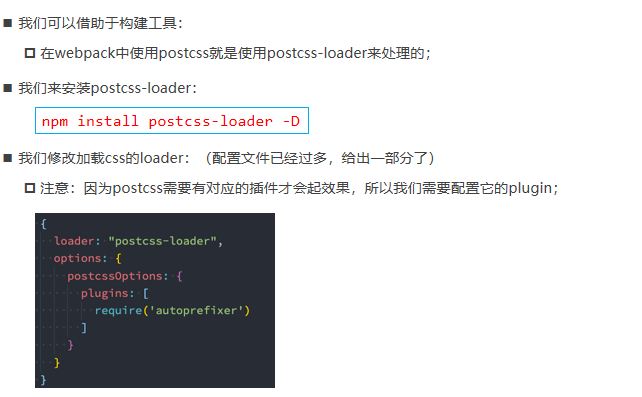 ■ 我们可以借助于构建工具：
在webpack中使用postcss就是使用postcss-loader来处理的；
■ 我们来安装postcss-loader：
npm install postcss-loader -D
■ 我们修改加载css的loader：（配置文件已经过多，给出一部分了）
注意：因为postcss需要有对应的插件才会起效果，所以我们需要配置它的plugin；
{
loader: "postcss-loader",
options: {
postcssOptions: {
plugins: [
require('autoprefixer')
]
}
}
}